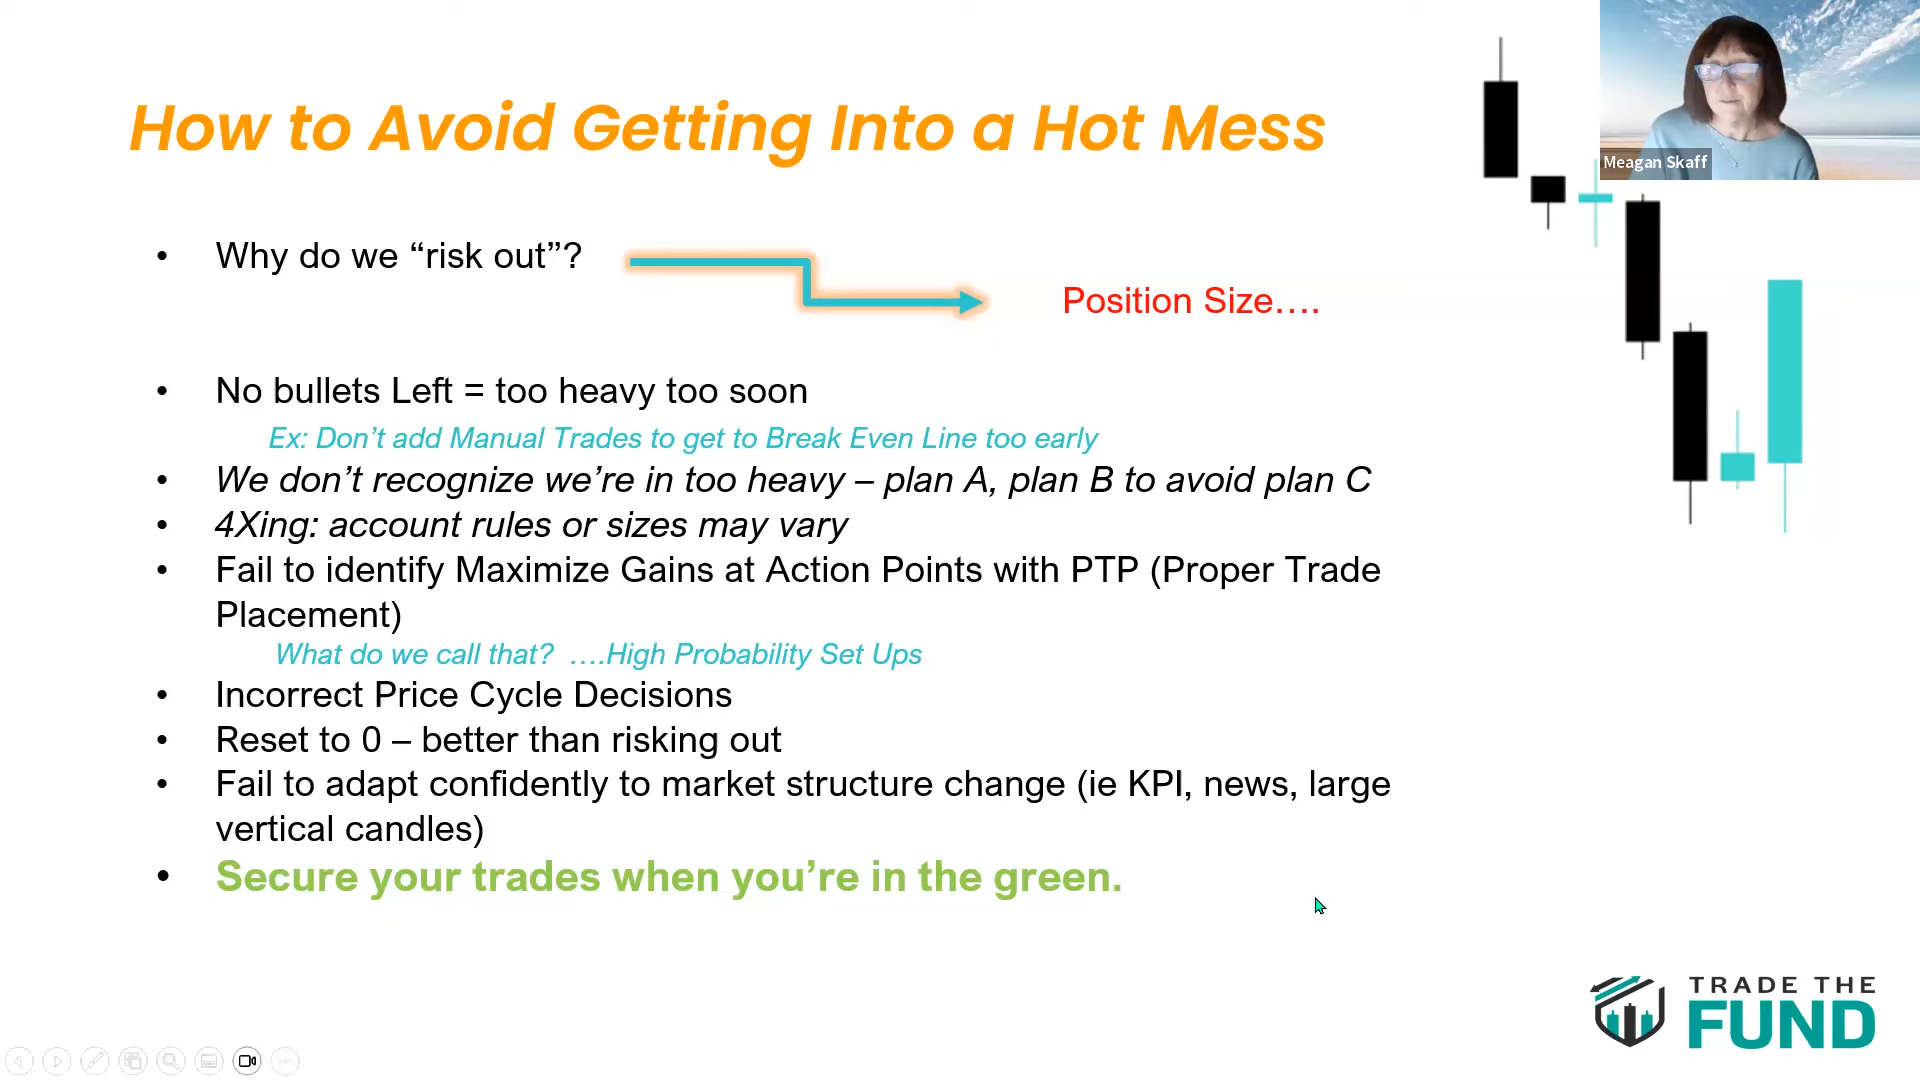 How to Avoid Getting Into a Hot Mess
Meagan Skaff
• Why do we “risk out”?
Position Size….
• No bullets Left = too heavy too soon
Ex: Don’t add Manual Trades to get to Break Even Line too early
• We don’t recognize we’re in too heavy – plan A, plan B to avoid plan C
• 4Xing: account rules or sizes may vary
• Fail to identify Maximize Gains at Action Points with PTP (Proper Trade
Placement)
What do we call that? ….High Probability Set Ups
• Incorrect Price Cycle Decisions
• Reset to 0 – better than risking out
• Fail to adapt confidently to market structure change (ie KPI, news, large
vertical candles)
• Secure your trades when you’re in the green.
TRADE THE
FUND